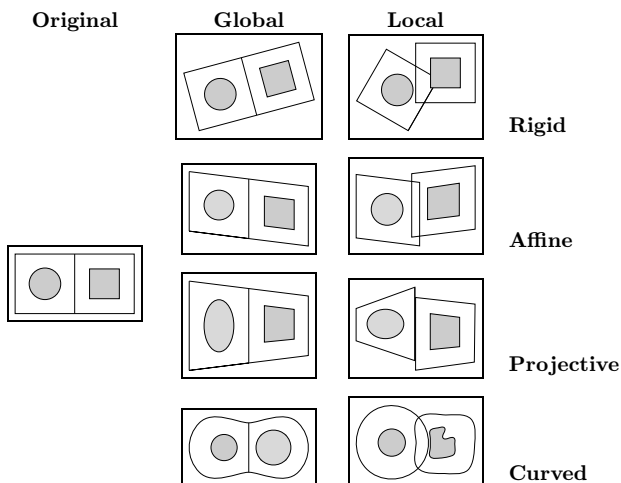 Original Global Local
Rigid
Affine
Projective
Curved